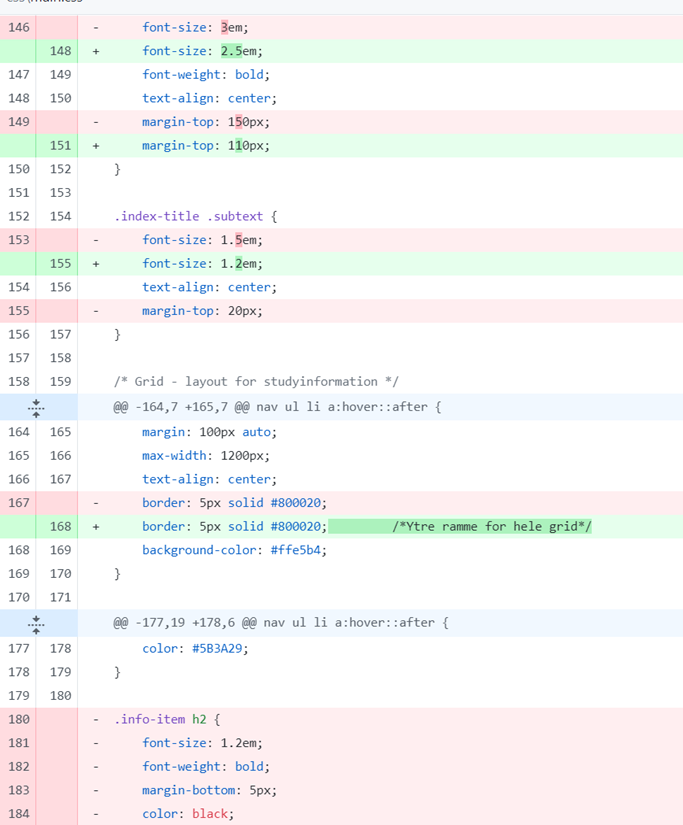 146 - font-size: 3em;
148 + font-size: 2.5em;
147 149 font-weight: bold;
148 150 text-align: center;
149 - margin-top: 150px;
151 + margin-top: 110px;
150 152 }
151 153
152 154 .index-title .subtext {
153 - font-size: 1.5em;
155 + font-size: 1.2em;
154 156 text-align: center;
155 - margin-top: 20px;
156 157 }
157 158
158 159 /* Grid - layout for studyinformation */
@@ -164,7 +165,7 @@ nav ul li a:hover::after {
164 165 margin: 100px auto;
165 166 max-width: 1200px;
166 167 text-align: center;
167 - border: 5px solid #800020;
168 + border: 5px solid #800020; /*Ytre ramme for hele grid*/
168 169 background-color: #ffe5b4;
169 170 }
170 171
@@ -177,19 +178,6 @@ nav ul li a:hover::after {
177 178 color: #5B3A29;
178 179 }
179 180
180 - .info-item h2 {
181 - font-size: 1.2em;
182 - font-weight: bold;
183 - margin-bottom: 5px;
184 - color: black;